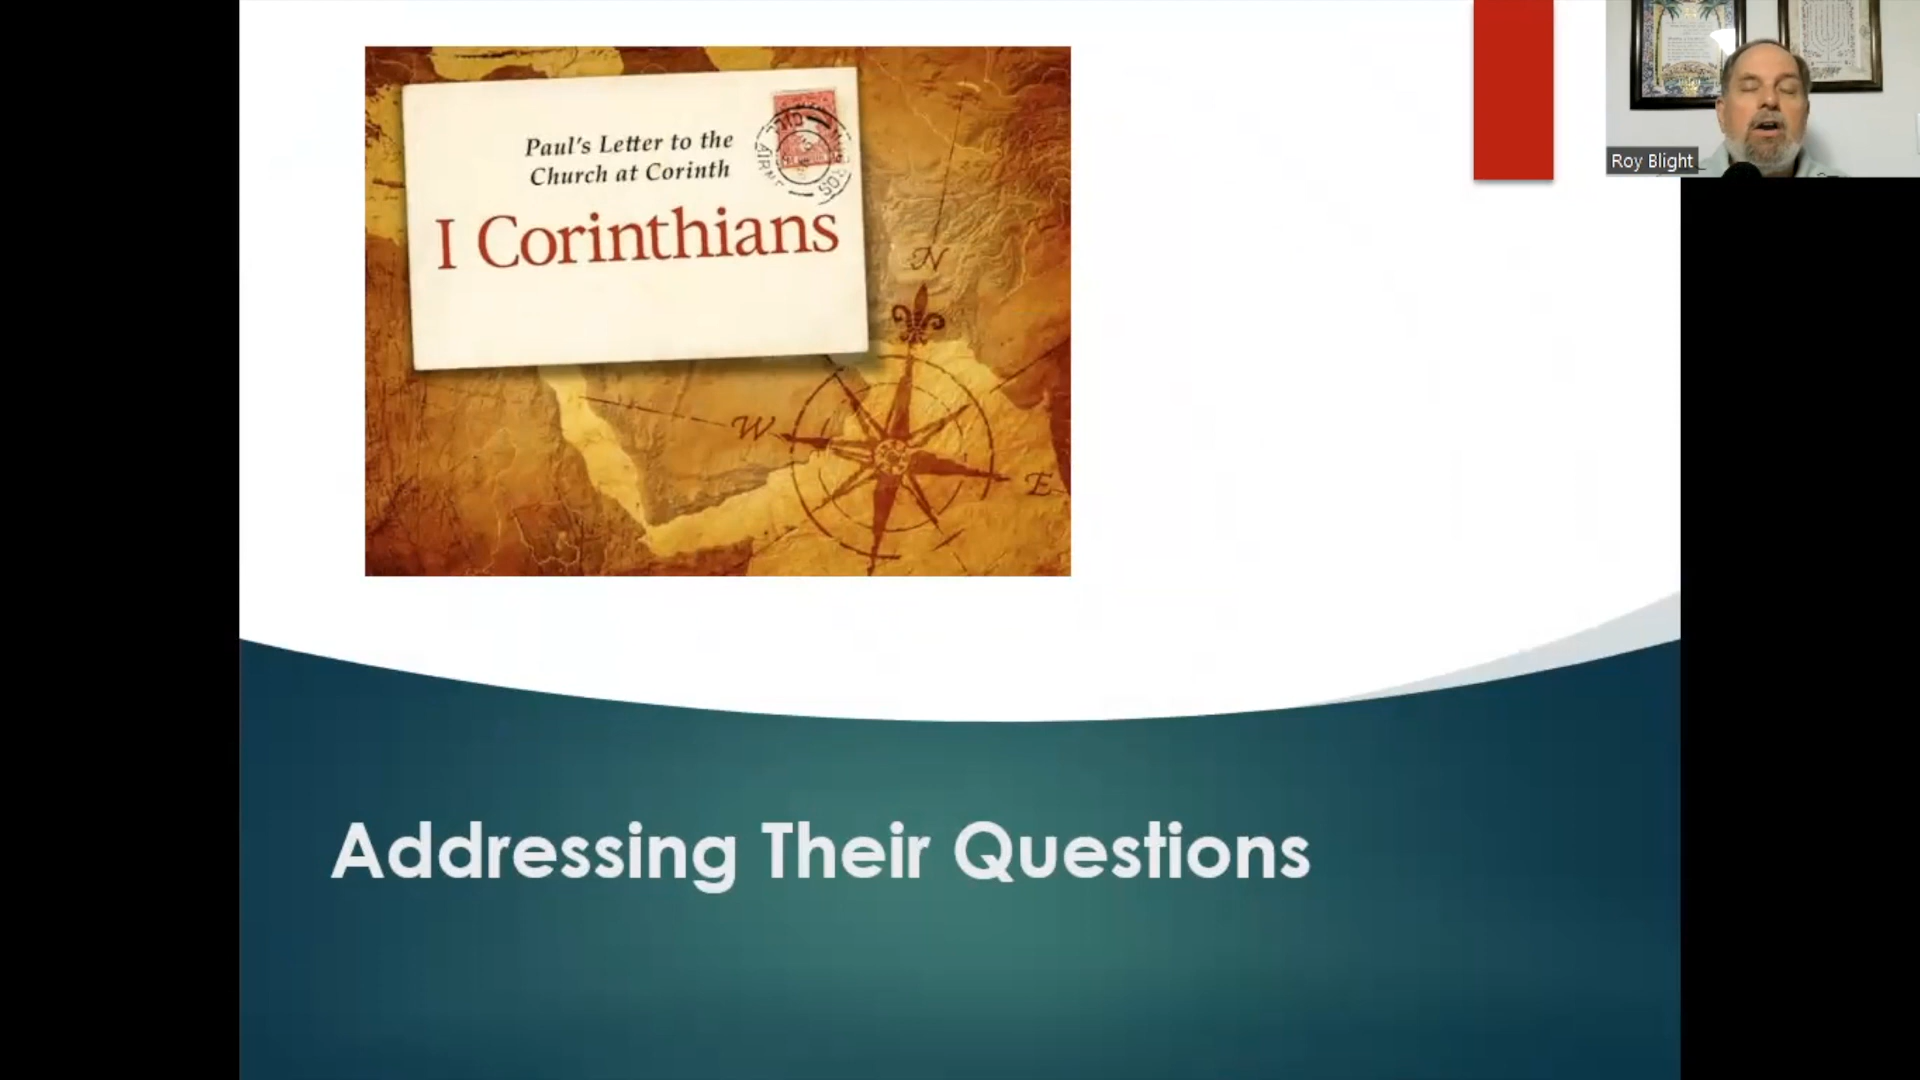 Paul's Letter to the
Church at Corinth
I Corinthians
N
W
E
Addressing Their Questions
Roy Blight